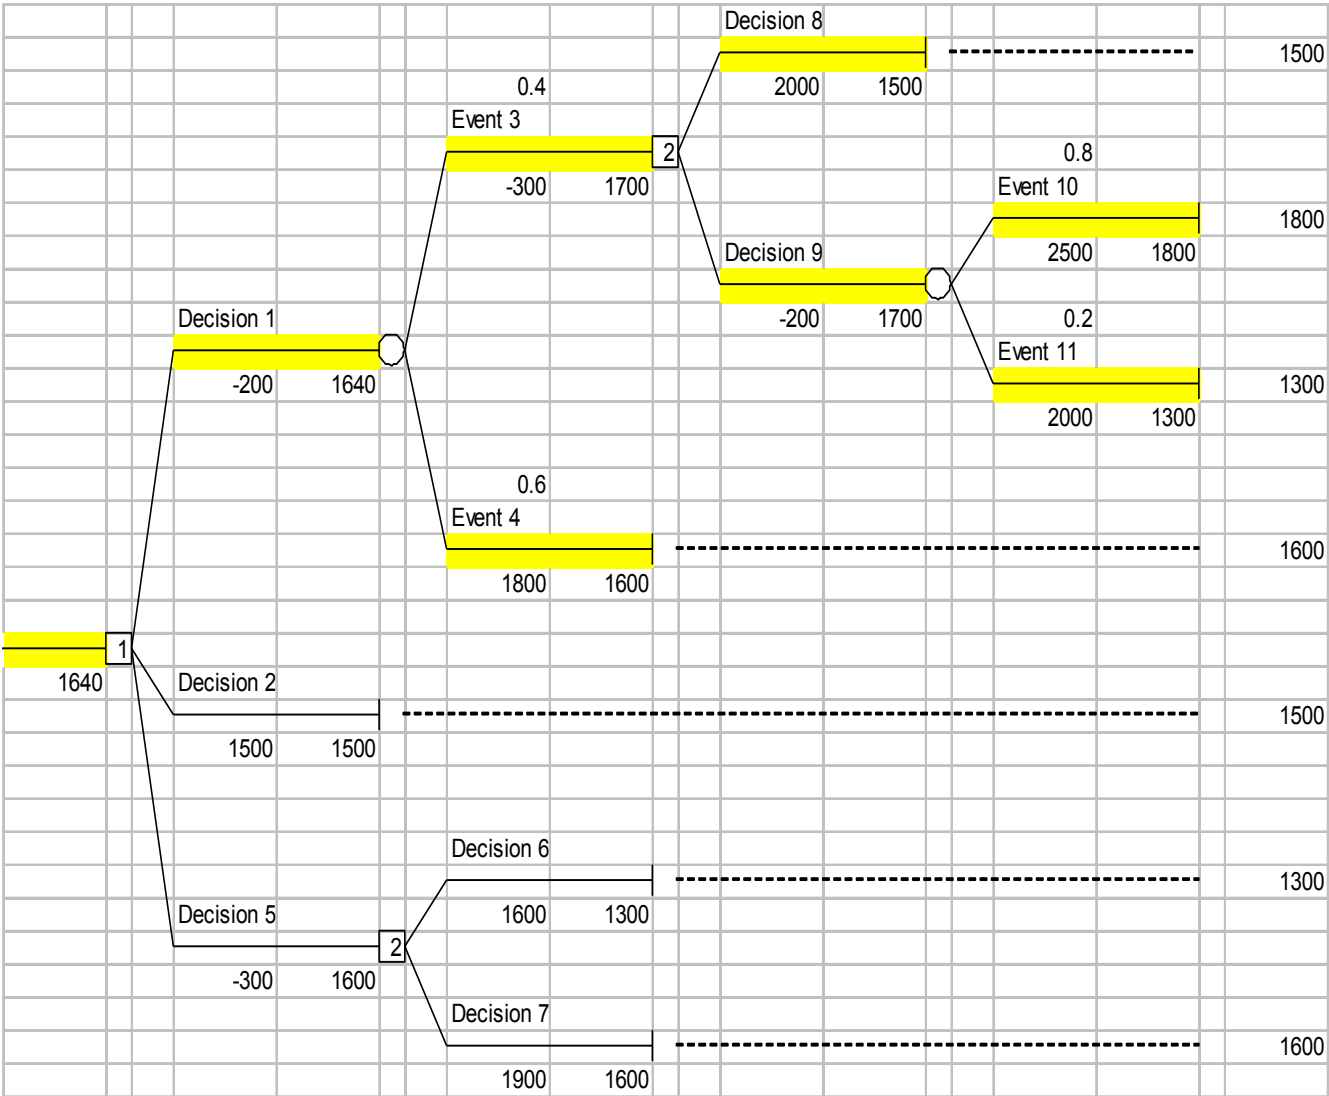 Decision 8
1500
0.4
2000 1500
Event 3
2
0.8
-300 1700
Event 10
1800
Decision 9
2500 1800
Decision 1
-200 1700
0.2
Event 11
-200 1640
1300
2000 1300
0.6
Event 4
1600
1800 1600
1
1640
Decision 2
1500
1500 1500
Decision 6
1300
Decision 5
1600 1300
2
-300 1600
Decision 7
1600
1900 1600